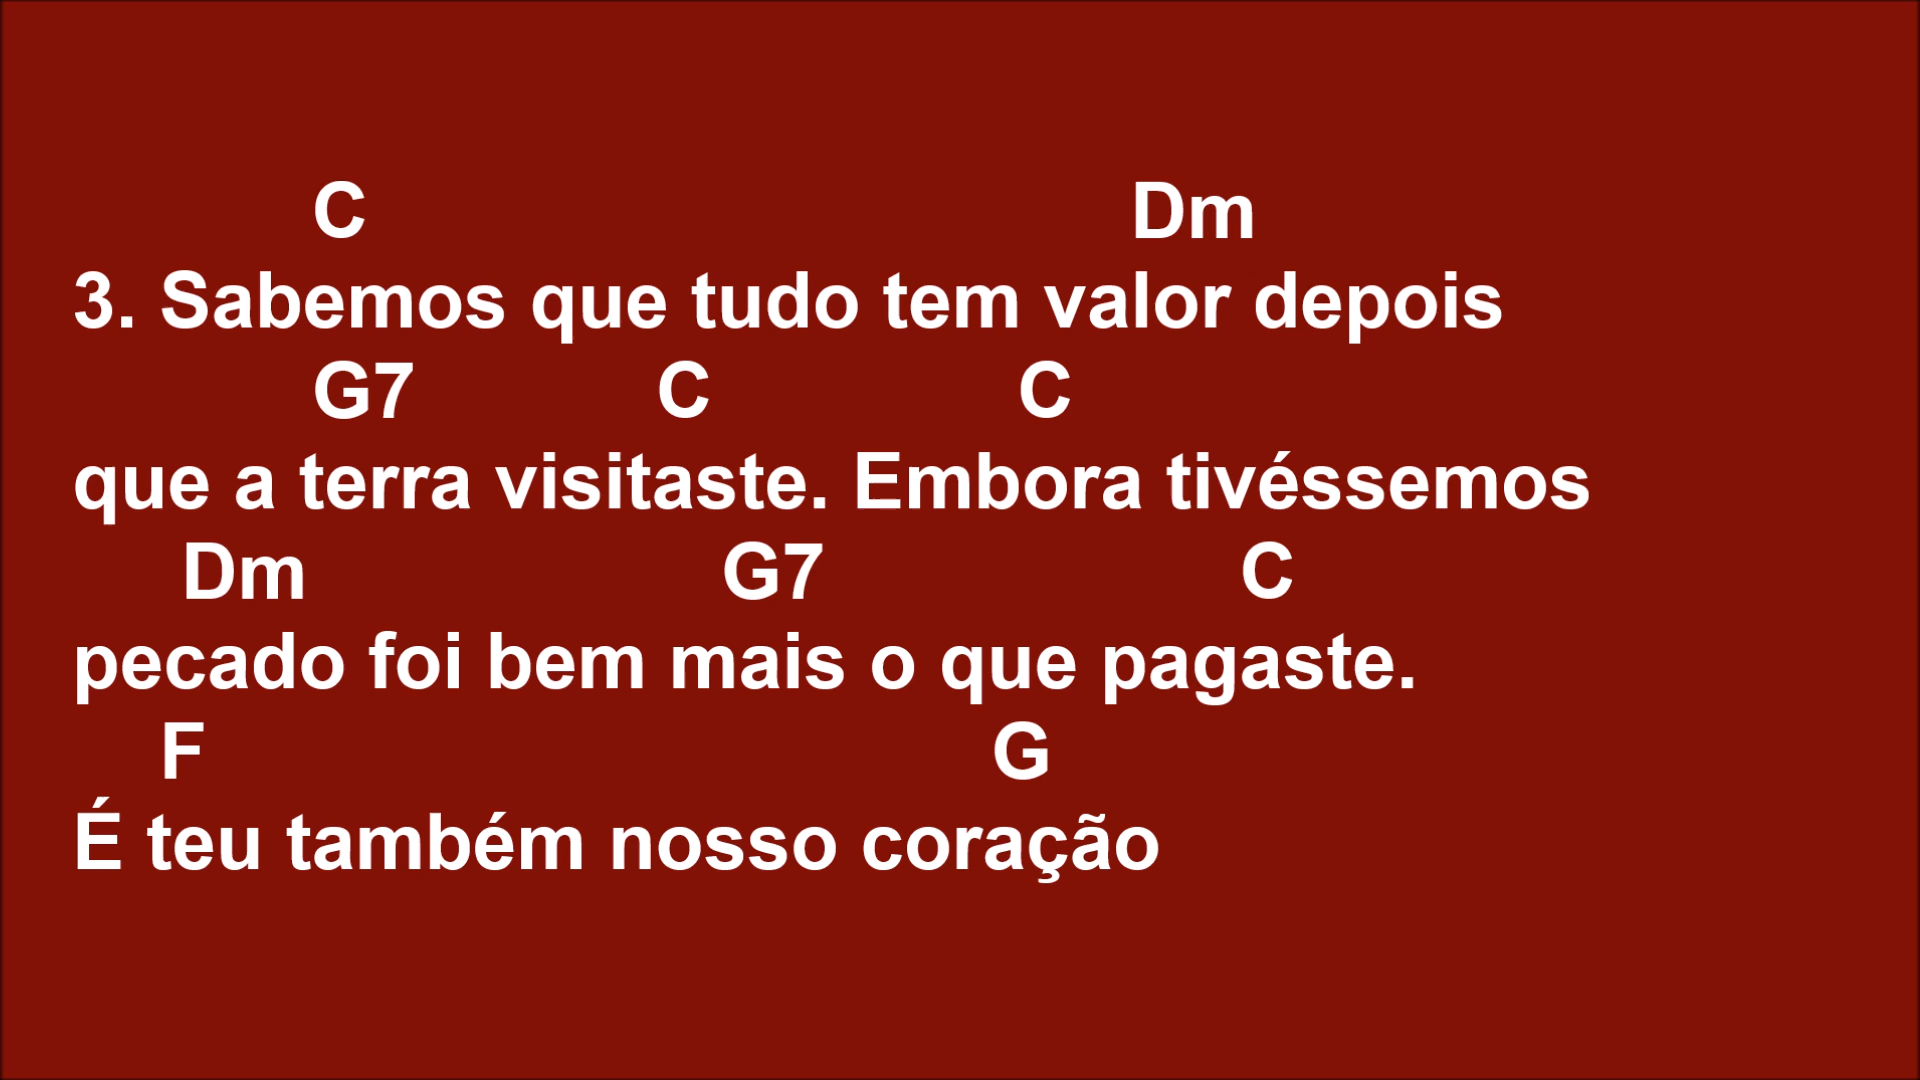 C Dm
3. Sabemos que tudo tem valor depois
G7 C C
que a terra visitaste. Embora tivéssemos
Dm G7 C
pecado foi bem mais o que pagaste.
F G
É teu também nosso coração